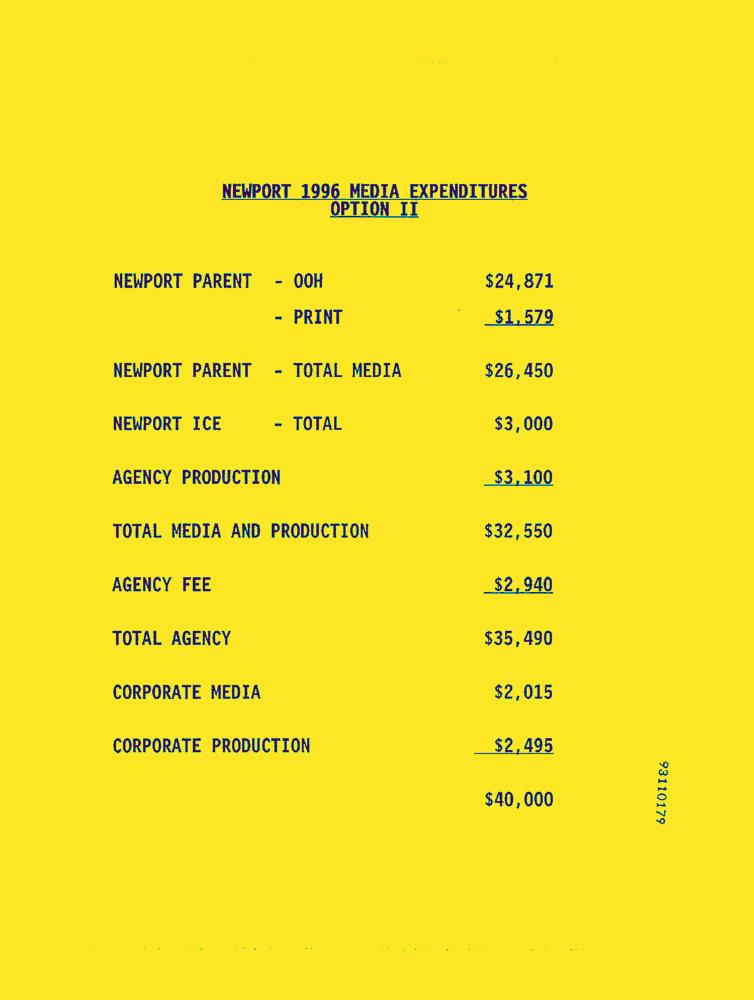 NEWPORT 1996 MEDIA EXPENDITURES
OPTION II
NEWPORT PARENT - OOH $24,871
- PRINT $1,579
NEWPORT PARENT - TOTAL MEDIA $26,450
NEWPORT ICE - TOTAL $3,000
AGENCY PRODUCTION $3,100
TOTAL MEDIA AND PRODUCTION $32,550
AGENCY FEE $2,940
TOTAL AGENCY $35,490
CORPORATE MEDIA $2,015
CORPORATE PRODUCTION $2,495
$40,000
93110179